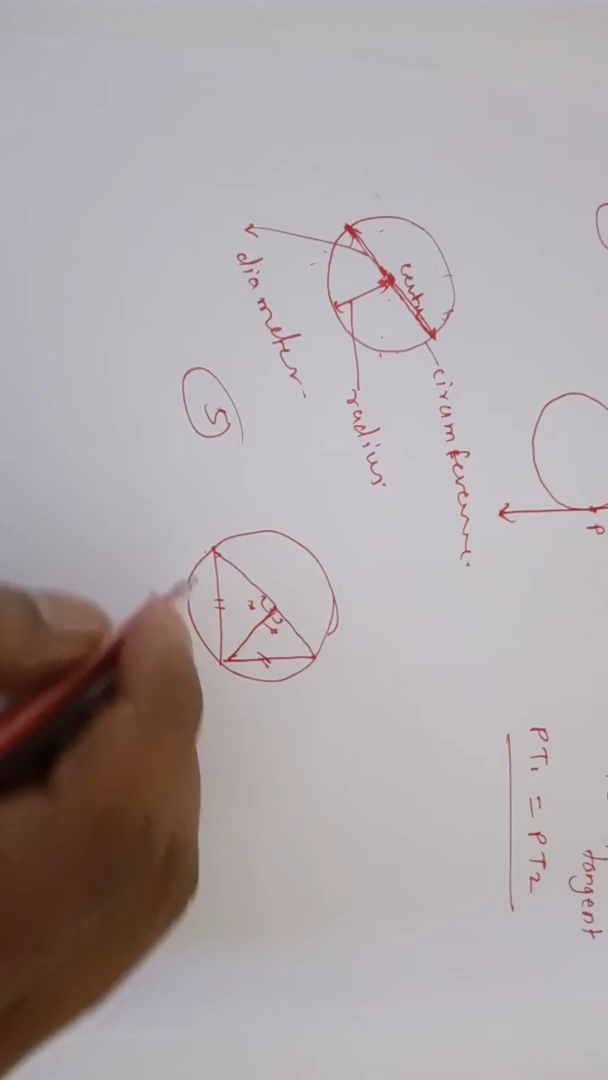 centre
diameter
radius
circumference.
5
P
PT₁ = PT₂
tangent